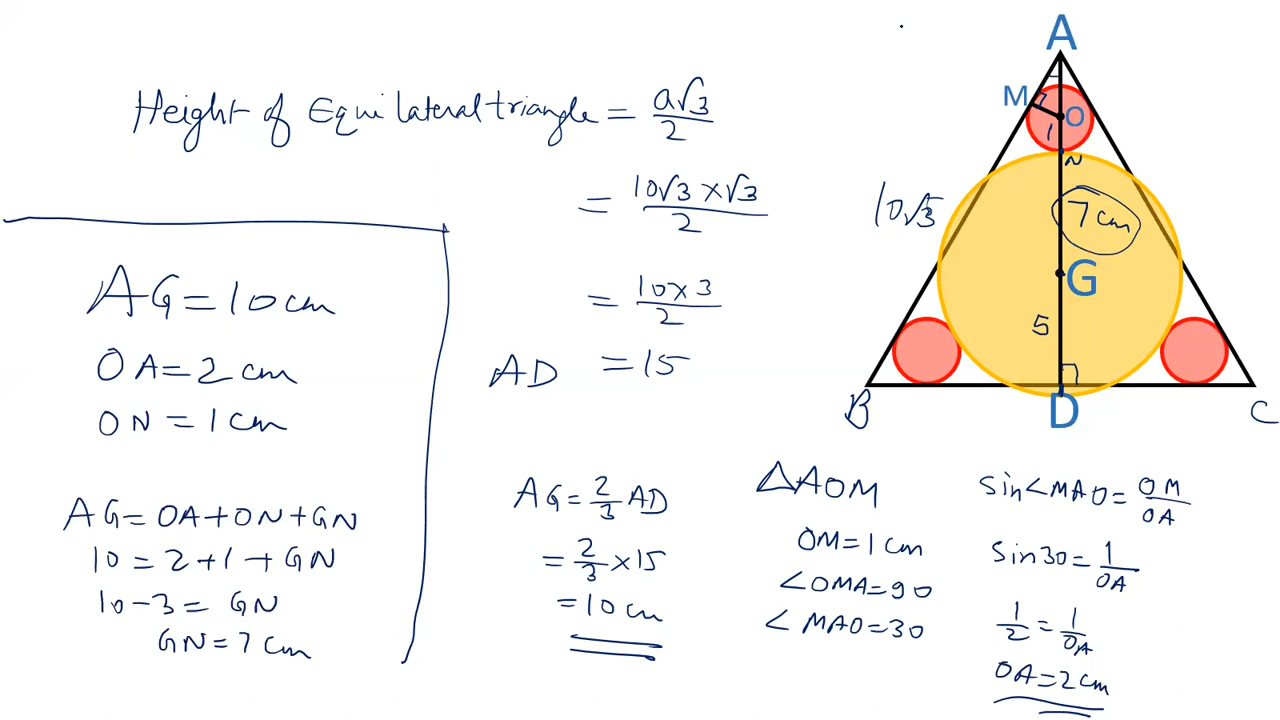 Height of Equilateral triangle = a√3/2
= 10√3 × √3/2
= 10×3/2
AD = 15
AG = 10 cm
OA = 2 cm
ON = 1 cm
AG = OA + ON + GN
10 = 2 + 1 + GN
10 - 3 = GN
GN = 7 cm
AG = 2/3 AD
= 2/3 × 15
= 10 cm
△AOM
OM = 1 cm
∠OMA = 90
∠MAO = 30
Sin∠MAO = OM/OA
Sin30 = 1/OA
1/2 = 1/OA
OA = 2 cm
A
M
O
1
N
10√3
7 cm
G
5
B
D
C